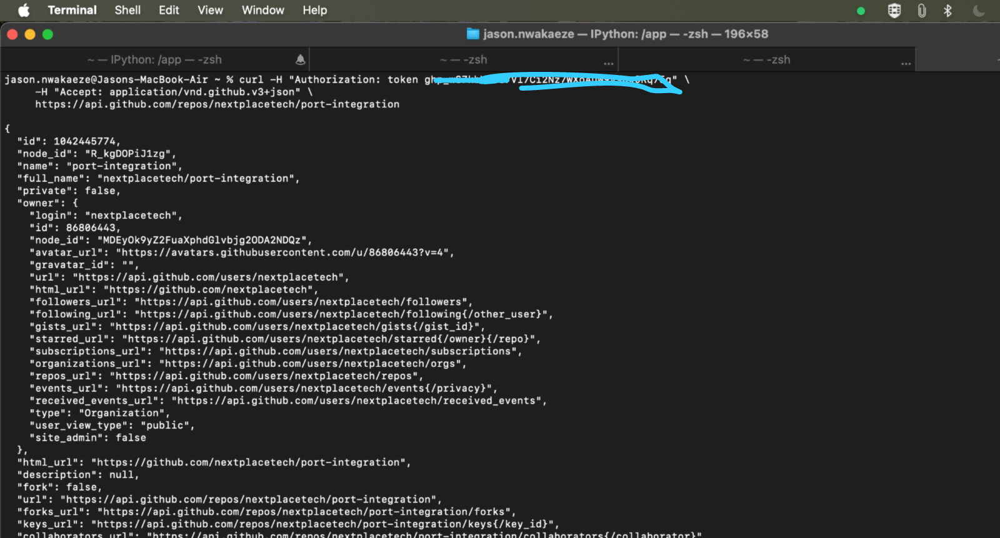 Terminal Shell Edit View Window Help
jason.nwakaeze — IPython: /app — -zsh — 196×58
~ — IPython: /app — -zsh
~ — -zsh ...
~ — -zsh ...
jason.nwakaeze@Jasons-MacBook-Air ~ % curl -H "Authorization: token " \
-H "Accept: application/vnd.github.v3+json" \
https://api.github.com/repos/nextplacetech/port-integration
{
"id": 1042445774,
"node_id": "R_kgDOPiJ1zg",
"name": "port-integration",
"full_name": "nextplacetech/port-integration",
"private": false,
"owner": {
"login": "nextplacetech",
"id": 86806443,
"node_id": "MDEyOk9yZ2FuaXphdGlvbjg2ODA2NDQz",
"avatar_url": "https://avatars.githubusercontent.com/u/86806443?v=4",
"gravatar_id": "",
"url": "https://api.github.com/users/nextplacetech",
"html_url": "https://github.com/nextplacetech",
"followers_url": "https://api.github.com/users/nextplacetech/followers",
"following_url": "https://api.github.com/users/nextplacetech/following{/other_user}",
"gists_url": "https://api.github.com/users/nextplacetech/gists{/gist_id}",
"starred_url": "https://api.github.com/users/nextplacetech/starred{/owner}{/repo}",
"subscriptions_url": "https://api.github.com/users/nextplacetech/subscriptions",
"organizations_url": "https://api.github.com/users/nextplacetech/orgs",
"repos_url": "https://api.github.com/users/nextplacetech/repos",
"events_url": "https://api.github.com/users/nextplacetech/events{/privacy}",
"received_events_url": "https://api.github.com/users/nextplacetech/received_events",
"type": "Organization",
"user_view_type": "public",
"site_admin": false
},
"html_url": "https://github.com/nextplacetech/port-integration",
"description": null,
"fork": false,
"url": "https://api.github.com/repos/nextplacetech/port-integration",
"forks_url": "https://api.github.com/repos/nextplacetech/port-integration/forks",
"keys_url": "https://api.github.com/repos/nextplacetech/port-integration/keys{/key_id}",
"collaborators_url": "https://api.github.com/repos/nextplacetech/port-integration/collaborators{/collaborator}"